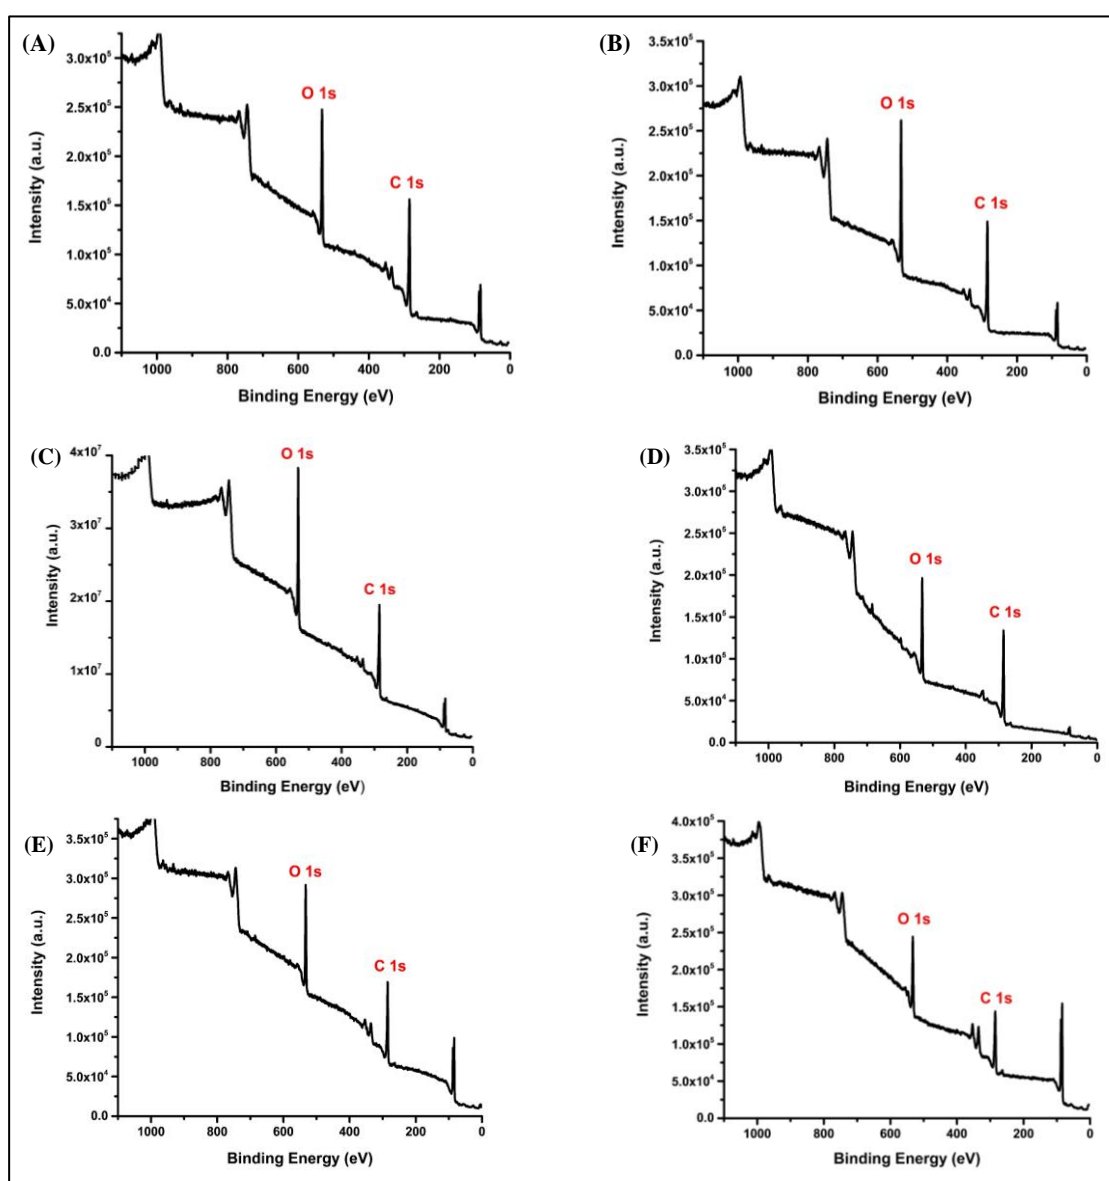 (A)
O 1s
C 1s
3.0x10⁵
2.5x10⁵
2.0x10⁵
1.5x10⁵
1.0x10⁵
5.0x10⁴
0.0
Intensity (a.u.)
1000 800 600 400 200 0
Binding Energy (eV)
(B)
O 1s
C 1s
3.5x10⁵
3.0x10⁵
2.5x10⁵
2.0x10⁵
1.5x10⁵
1.0x10⁵
5.0x10⁴
0.0
Intensity (a.u.)
1000 800 600 400 200 0
Binding Energy (eV)
(C)
O 1s
C 1s
4x10⁷
3x10⁷
2x10⁷
1x10⁷
0
Intensity (a.u.)
1000 800 600 400 200 0
Binding Energy (eV)
(D)
O 1s
C 1s
3.5x10⁵
3.0x10⁵
2.5x10⁵
2.0x10⁵
1.5x10⁵
1.0x10⁵
5.0x10⁴
0.0
Intensity (a.u.)
1000 800 600 400 200 0
Binding Energy (eV)
(E)
O 1s
C 1s
3.5x10⁵
3.0x10⁵
2.5x10⁵
2.0x10⁵
1.5x10⁵
1.0x10⁵
5.0x10⁴
0.0
Intensity (a.u.)
1000 800 600 400 200 0
Binding Energy (eV)
(F)
O 1s
C 1s
4.0x10⁵
3.5x10⁵
3.0x10⁵
2.5x10⁵
2.0x10⁵
1.5x10⁵
1.0x10⁵
5.0x10⁴
0.0
Intensity (a.u.)
1000 800 600 400 200 0
Binding Energy (eV)